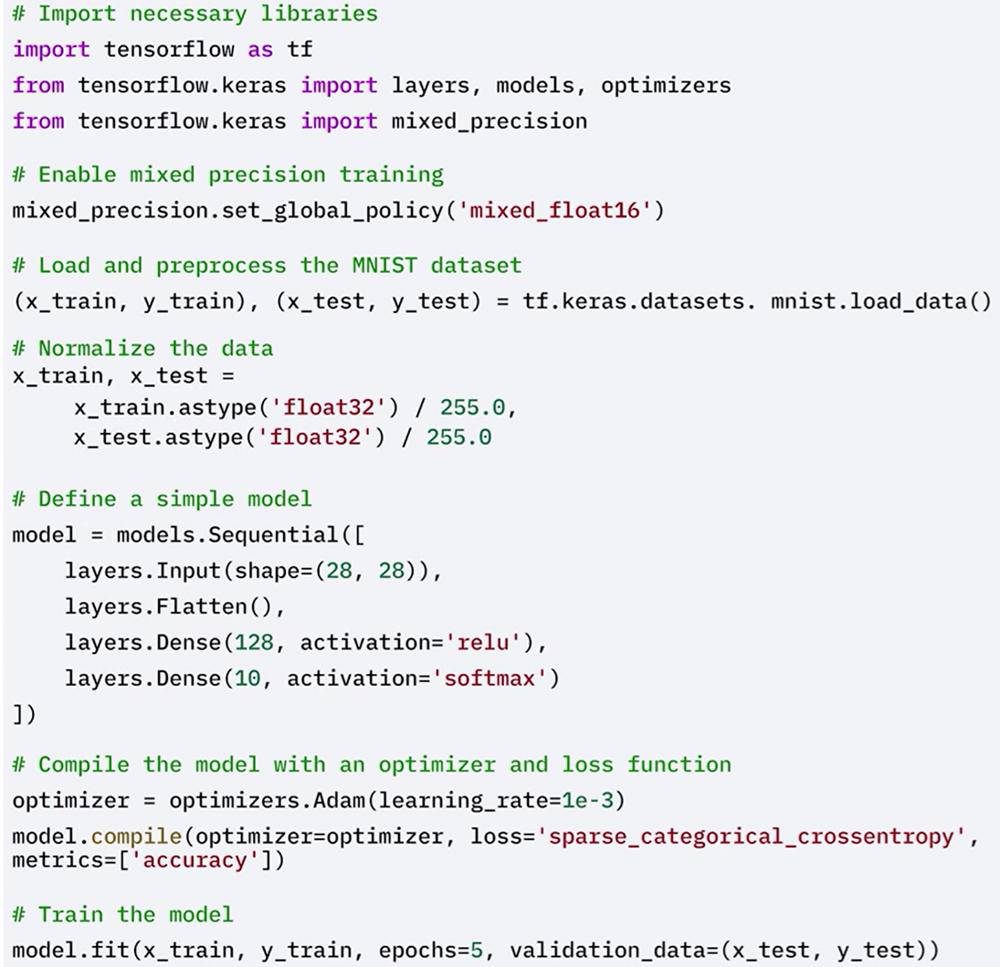 # Import necessary libraries
import tensorflow as tf
from tensorflow.keras import layers, models, optimizers
from tensorflow.keras import mixed_precision
# Enable mixed precision training
mixed_precision.set_global_policy('mixed_float16')
# Load and preprocess the MNIST dataset
(x_train, y_train), (x_test, y_test) = tf.keras.datasets. mnist.load_data()
# Normalize the data
x_train, x_test =
    x_train.astype('float32') / 255.0,
    x_test.astype('float32') / 255.0
# Define a simple model
model = models.Sequential([
    layers.Input(shape=(28, 28)),
    layers.Flatten(),
    layers.Dense(128, activation='relu'),
    layers.Dense(10, activation='softmax')
])
# Compile the model with an optimizer and loss function
optimizer = optimizers.Adam(learning_rate=1e-3)
model.compile(optimizer=optimizer, loss='sparse_categorical_crossentropy',
metrics=['accuracy'])
# Train the model
model.fit(x_train, y_train, epochs=5, validation_data=(x_test, y_test))